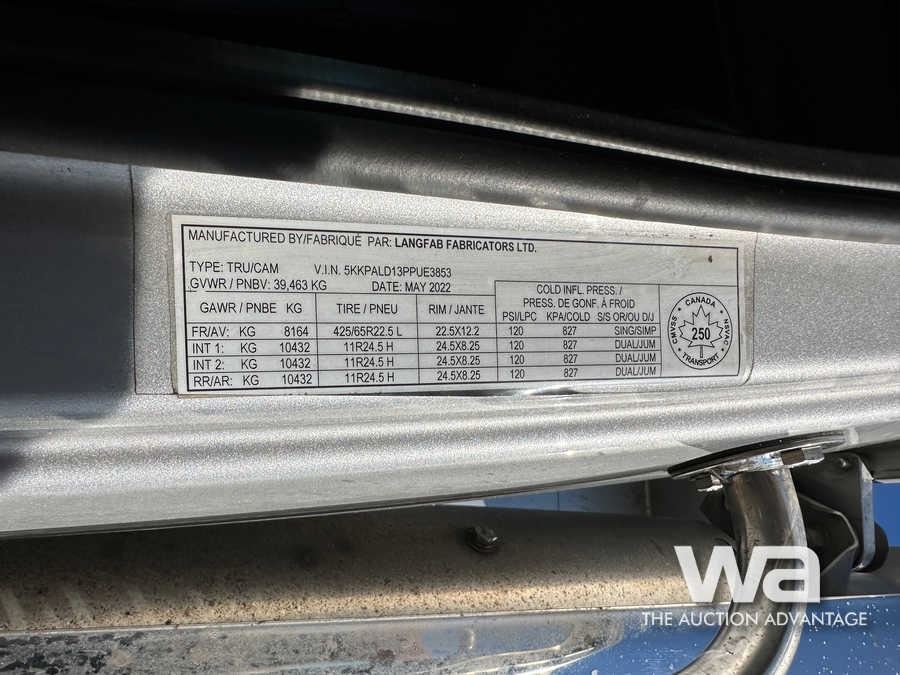 MANUFACTURED BY/FABRIQUÉ PAR: LANGFAB FABRICATORS LTD.
TYPE: TRU/CAM V.I.N. 5KKPALD13PPUE3853
GVWR / PNBV: 39,463 KG DATE: MAY 2022
GAWR / PNBE KG TIRE / PNEU RIM / JANTE COLD INFL. PRESS. / PRESS. DE GONF. À FROID
PSI/LPC KPA/COLD S/S OR/OU D/J
FR/AV: KG 8164 425/65R22.5 L 22.5X12.2 120 827 SING/SIMP
INT 1: KG 10432 11R24.5 H 24.5X8.25 120 827 DUAL/JUM
INT 2: KG 10432 11R24.5 H 24.5X8.25 120 827 DUAL/JUM
RR/AR: KG 10432 11R24.5 H 24.5X8.25 120 827 DUAL/JUM
CANADA
CMVSS
250
NSVAC
TRANSPORT
wa
THE AUCTION ADVANTAGE